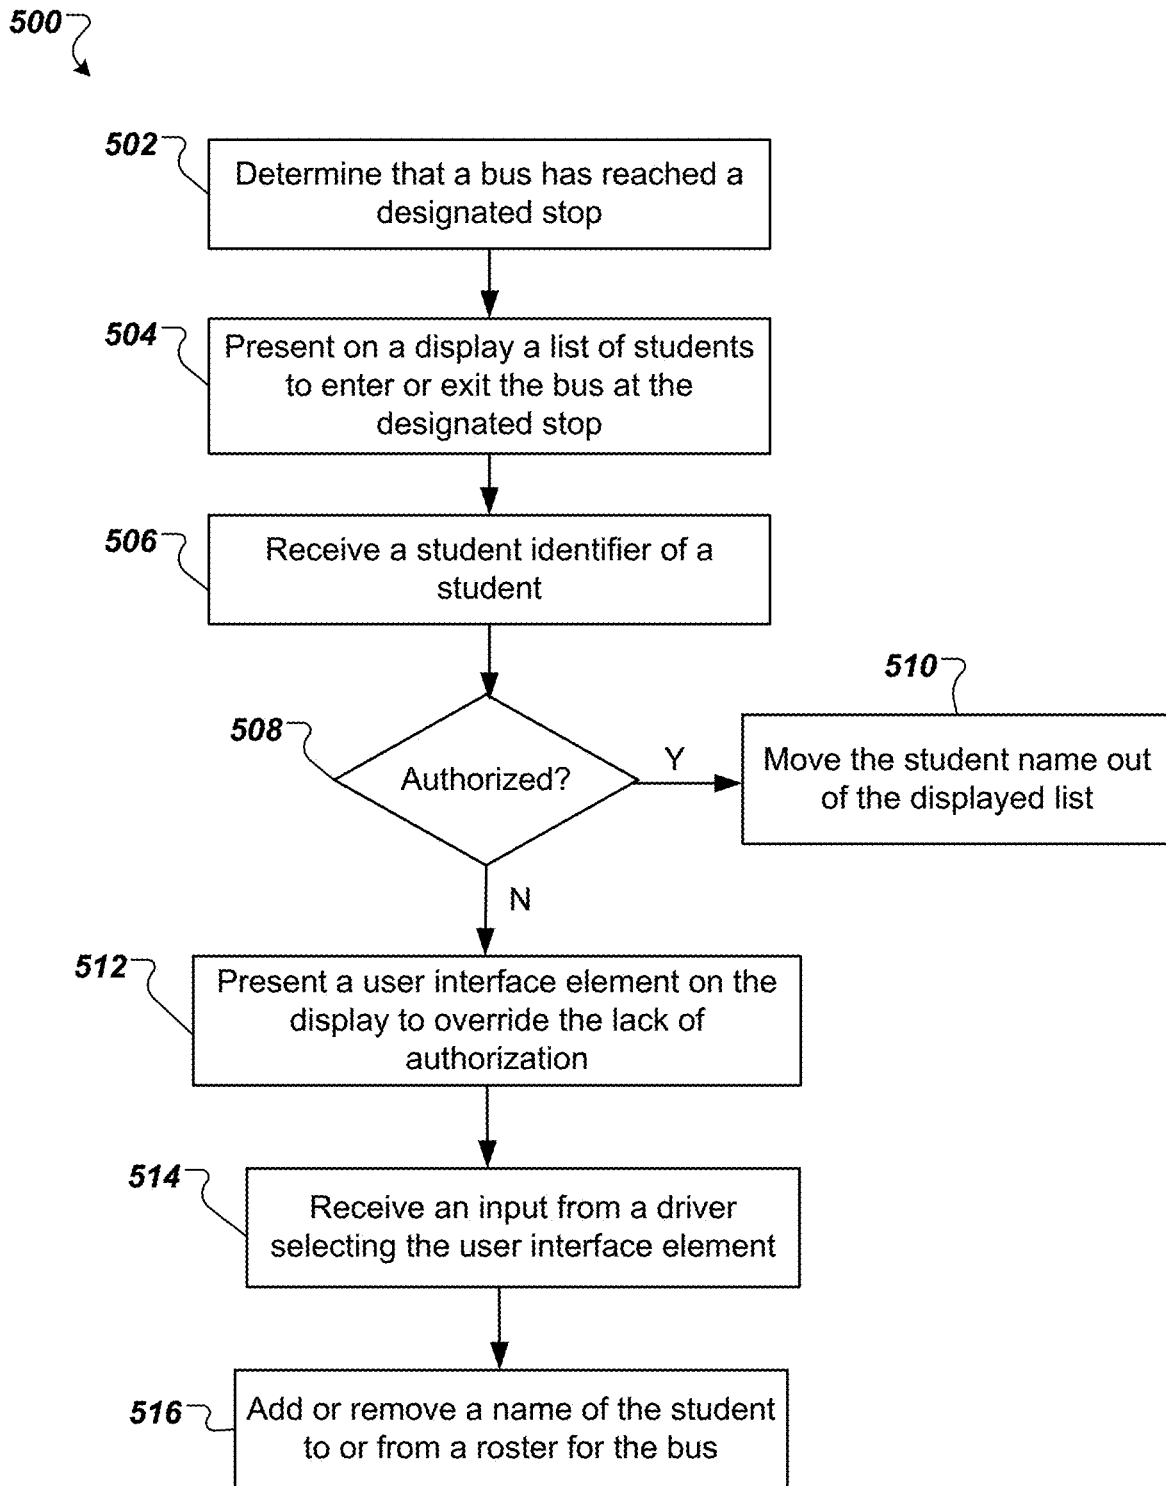 500
502
Determine that a bus has reached a
designated stop
504
Present on a display a list of students
to enter or exit the bus at the
designated stop
506
Receive a student identifier of a
student
508
Authorized?
Y
510
Move the student name out
of the displayed list
N
512
Present a user interface element on the
display to override the lack of
authorization
514
Receive an input from a driver
selecting the user interface element
516
Add or remove a name of the student
to or from a roster for the bus